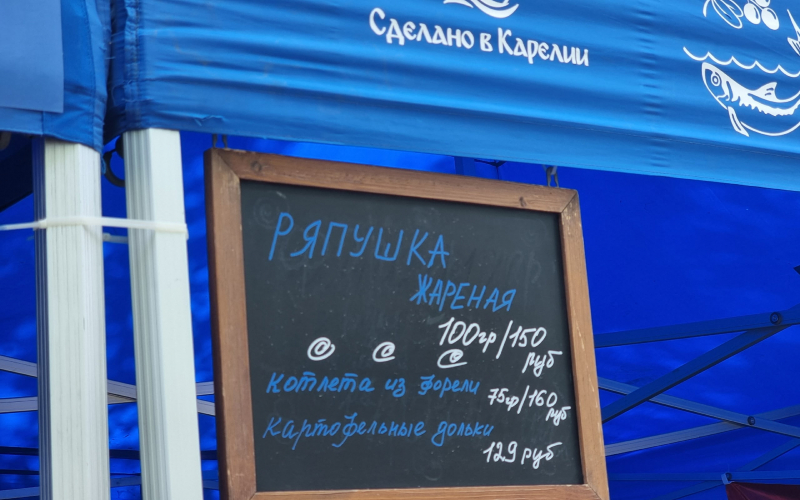 Сделано в Карелии
РЯПУШКА
ЖАРЕНАЯ
100гр/150
руб
@ @ @
котлета из форели 75гр/160
руб
картофельные дольки
129 руб